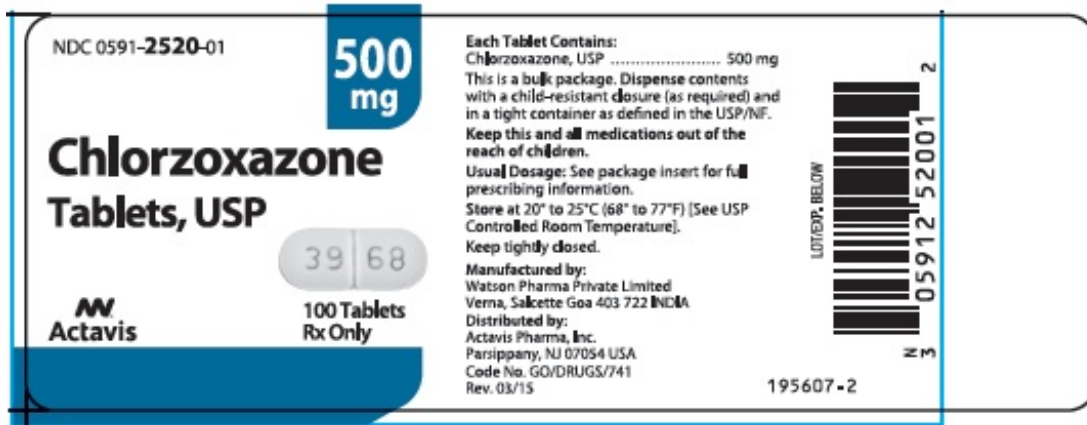 NDC 0591-2520-01
500
mg
Chlorzoxazone
Tablets, USP
39 68
100 Tablets
Rx Only
Actavis
Each Tablet Contains:
Chlorzoxazone, USP ....................... 500 mg
This is a bulk package. Dispense contents
with a child-resistant closure (as required) and
in a tight container as defined in the USP/NF.
Keep this and all medications out of the
reach of children.
Usual Dosage: See package insert for full
prescribing information.
Store at 20° to 25°C (68° to 77°F) [See USP
Controlled Room Temperature].
Keep tightly closed.
Manufactured by:
Watson Pharma Private Limited
Verna, Salcette Goa 403 722 INDIA
Distributed by:
Actavis Pharma, Inc.
Parsippany, NJ 07054 USA
Code No. GO/DRUGS/741
Rev. 03/15
LOT/EXP. BELOW
N
3
05912 52001
2
195607-2